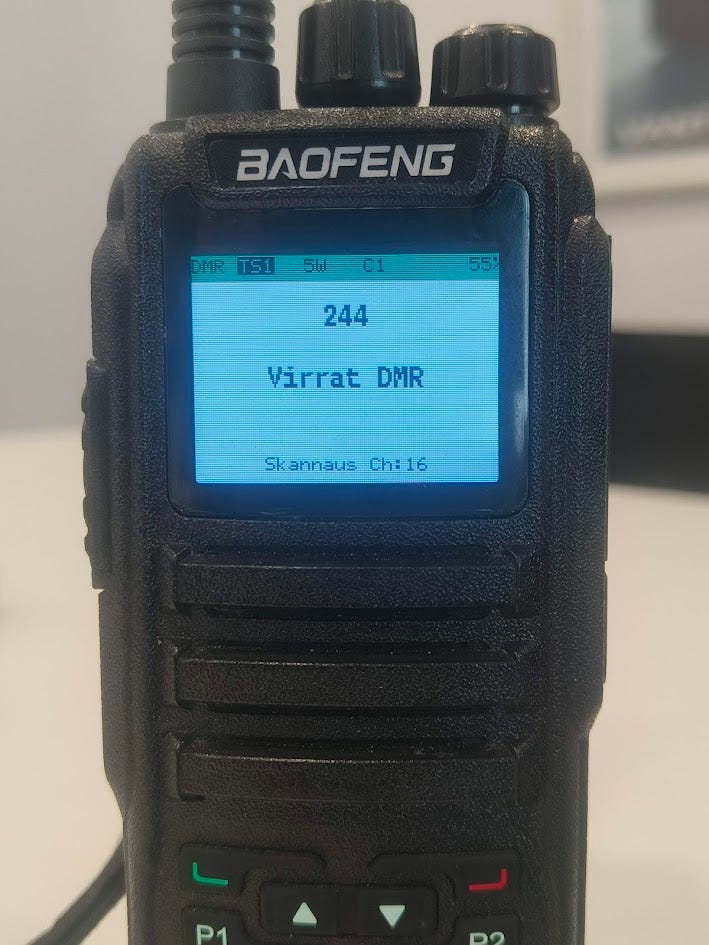 BAOFENG
DMR TS1 5W C1 55%
244
Virrat DMR
Skannaus Ch:16
P1 P2